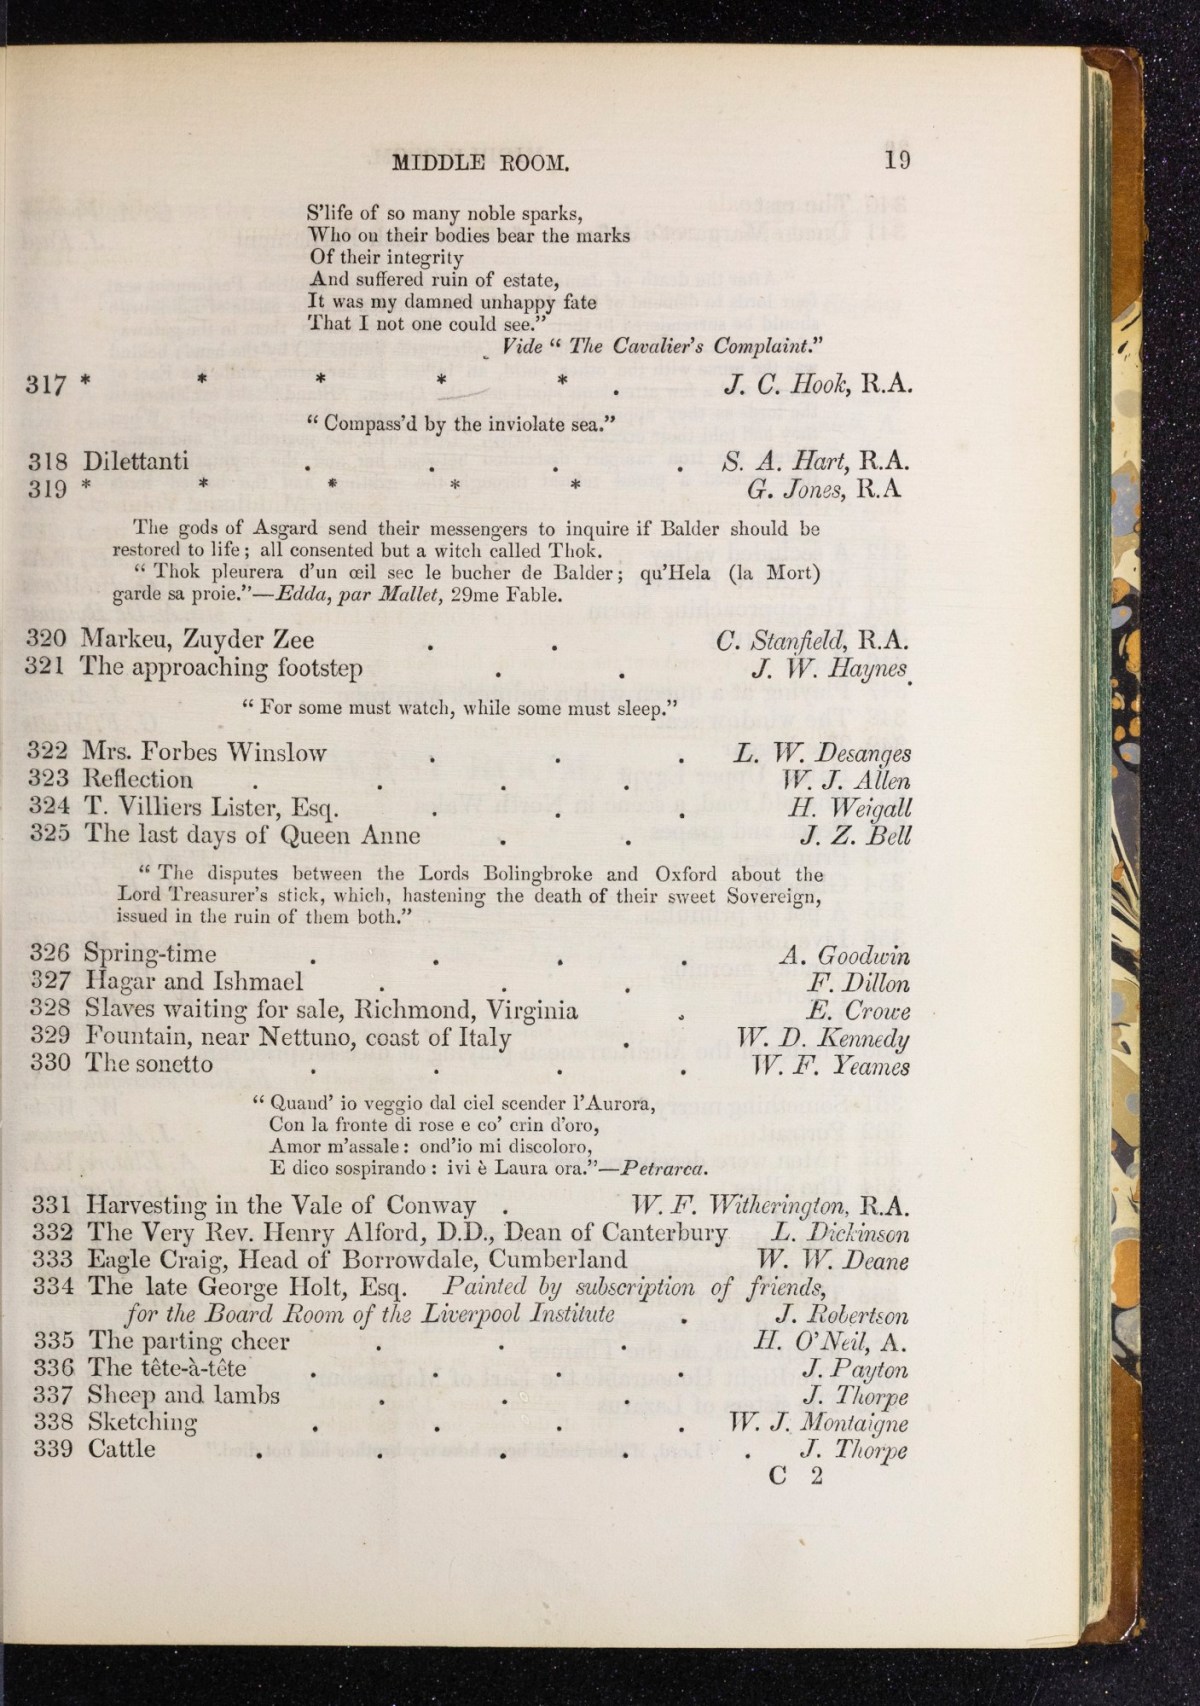 MIDDLE ROOM. 19
S'life of so many noble sparks,
Who on their bodies bear the marks
Of their integrity
And suffered ruin of estate,
It was my damned unhappy fate
That I not one could see."
Vide " The Cavalier's Complaint."
317 * * * * * . J. C. Hook, R.A.
" Compass'd by the inviolate sea."
318 Dilettanti . . . . S. A. Hart, R.A.
319 * * * * * G. Jones, R.A
The gods of Asgard send their messengers to inquire if Balder should be
restored to life; all consented but a witch called Thok.
" Thok pleurera d'un œil sec le bucher de Balder; qu'Hela (la Mort)
garde sa proie."—Edda, par Mallet, 29me Fable.
320 Markeu, Zuyder Zee . . C. Stanfield, R.A.
321 The approaching footstep . . J. W. Haynes.
" For some must watch, while some must sleep."
322 Mrs. Forbes Winslow . . . L. W. Desanges
323 Reflection . . . . W. J. Allen
324 T. Villiers Lister, Esq. . . . H. Weigall
325 The last days of Queen Anne . . J. Z. Bell
" The disputes between the Lords Bolingbroke and Oxford about the
Lord Treasurer's stick, which, hastening the death of their sweet Sovereign,
issued in the ruin of them both."
326 Spring-time . . . . A. Goodwin
327 Hagar and Ishmael . . . F. Dillon
328 Slaves waiting for sale, Richmond, Virginia . E. Crowe
329 Fountain, near Nettuno, coast of Italy . W. D. Kennedy
330 The sonetto . . . . W. F. Yeames
" Quand' io veggio dal ciel scender l'Aurora,
Con la fronte di rose e co' crin d'oro,
Amor m'assale: ond'io mi discoloro,
E dico sospirando: ivi è Laura ora."—Petrarca.
331 Harvesting in the Vale of Conway . W. F. Witherington, R.A.
332 The Very Rev. Henry Alford, D.D., Dean of Canterbury L. Dickinson
333 Eagle Craig, Head of Borrowdale, Cumberland W. W. Deane
334 The late George Holt, Esq. Painted by subscription of friends,
for the Board Room of the Liverpool Institute . J. Robertson
335 The parting cheer . . . H. O'Neil, A.
336 The tête-à-tête . . . . J. Payton
337 Sheep and lambs . . . J. Thorpe
338 Sketching . . . . W. J. Montaigne
339 Cattle . . . . . J. Thorpe
C 2